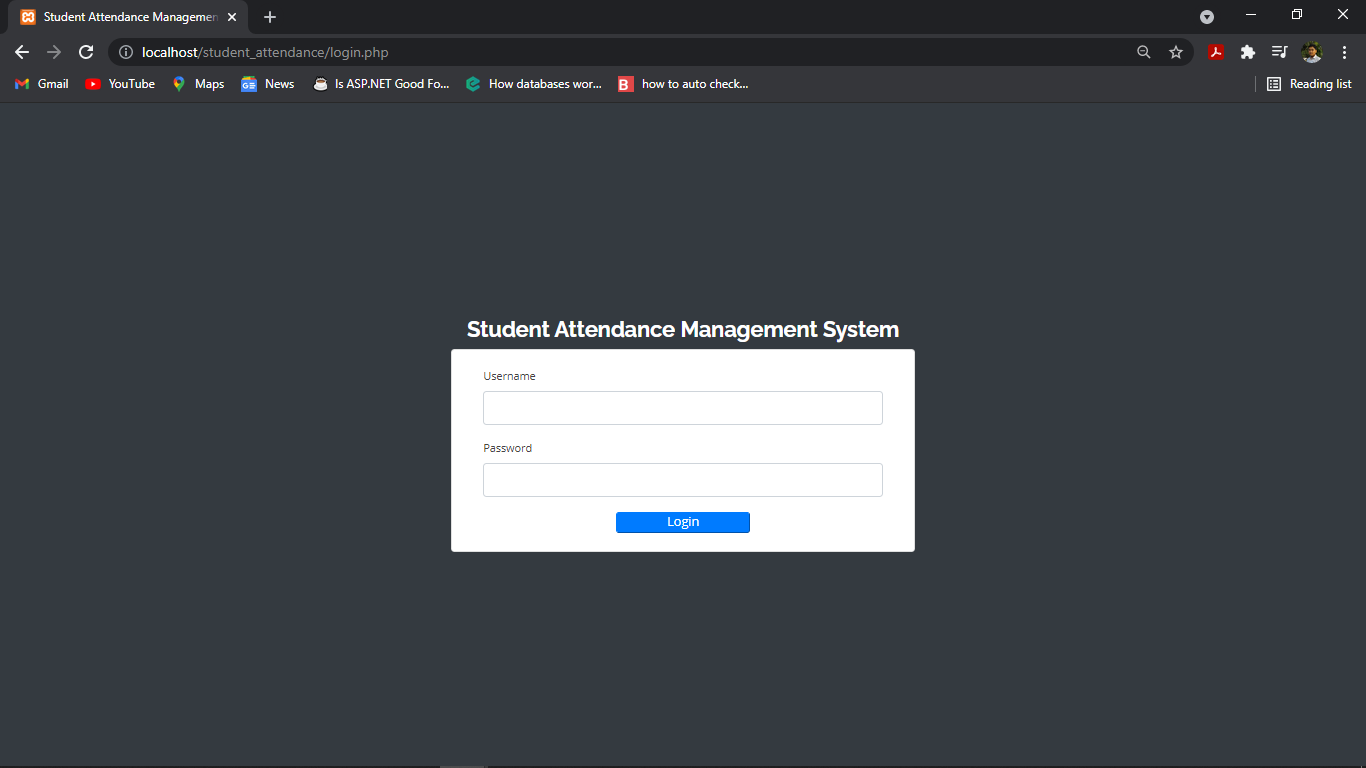 Student Attendance Managemen
localhost/student_attendance/login.php
Gmail YouTube Maps News Is ASP.NET Good Fo... How databases wor... how to auto check... Reading list
Student Attendance Management System
Username
Password
Login